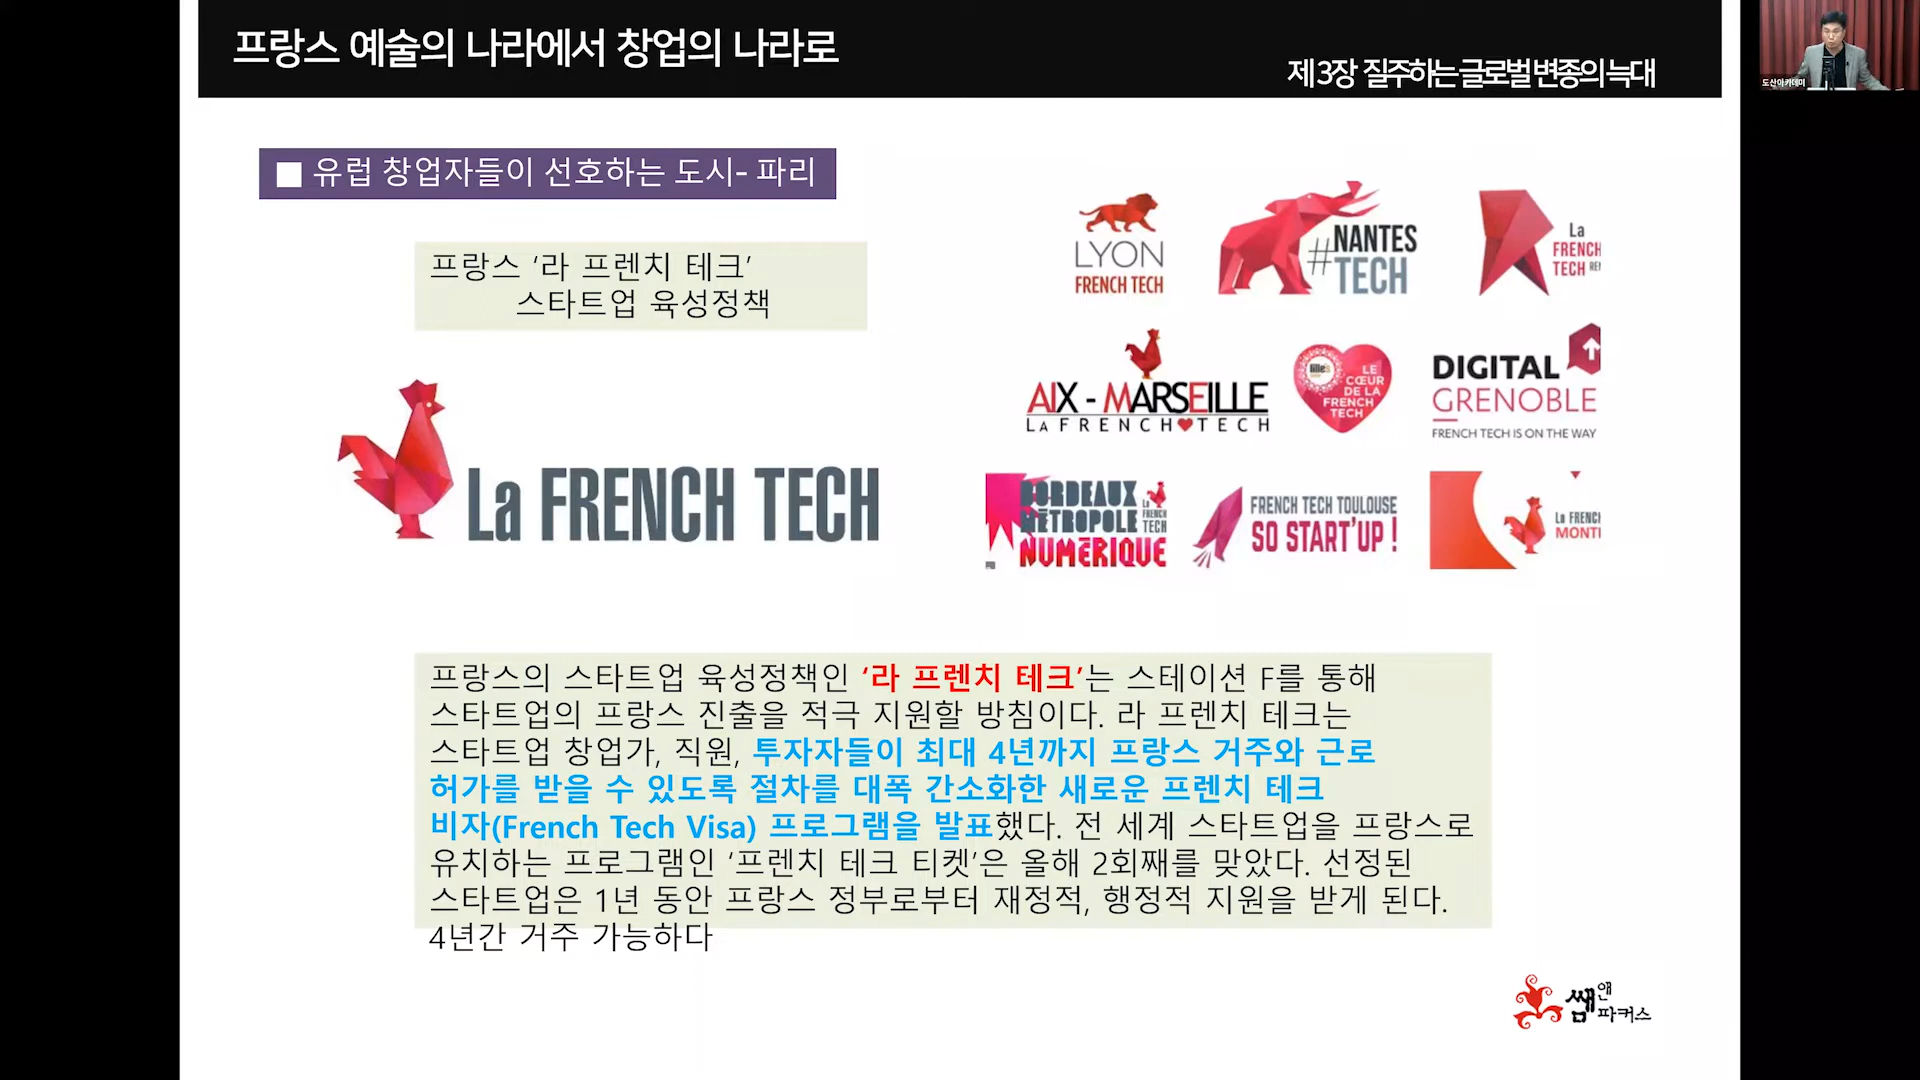 프랑스 예술의 나라에서 창업의 나라로
제3장 질주하는 글로벌 변종의 늑대
도산아카데미
■ 유럽 창업자들이 선호하는 도시- 파리
프랑스 ‘라 프렌치 테크’
스타트업 육성정책
La FRENCH TECH
LYON
FRENCH TECH
#NANTES
TECH
La
FRENCH
TECH
AIX - MARSEILLE
LA FRENCH TECH
lille
LE
CŒUR
DE LA
FRENCH
TECH
DIGITAL
GRENOBLE
FRENCH TECH IS ON THE WAY
BORDEAUX
MÉTROPOLE
NUMÉRIQUE
La
FRENCH
TECH
FRENCH TECH TOULOUSE
SO START'UP !
La FRENCH
프랑스의 스타트업 육성정책인 ‘라 프렌치 테크’는 스테이션 F를 통해
스타트업의 프랑스 진출을 적극 지원할 방침이다. 라 프렌치 테크는
스타트업 창업가, 직원, 투자자들이 최대 4년까지 프랑스 거주와 근로
허가를 받을 수 있도록 절차를 대폭 간소화한 새로운 프렌치 테크
비자(French Tech Visa) 프로그램을 발표했다. 전 세계 스타트업을 프랑스로
유치하는 프로그램인 ‘프렌치 테크 티켓’은 올해 2회째를 맞았다. 선정된
스타트업은 1년 동안 프랑스 정부로부터 재정적, 행정적 지원을 받게 된다.
4년간 거주 가능하다
쌤앤파커스